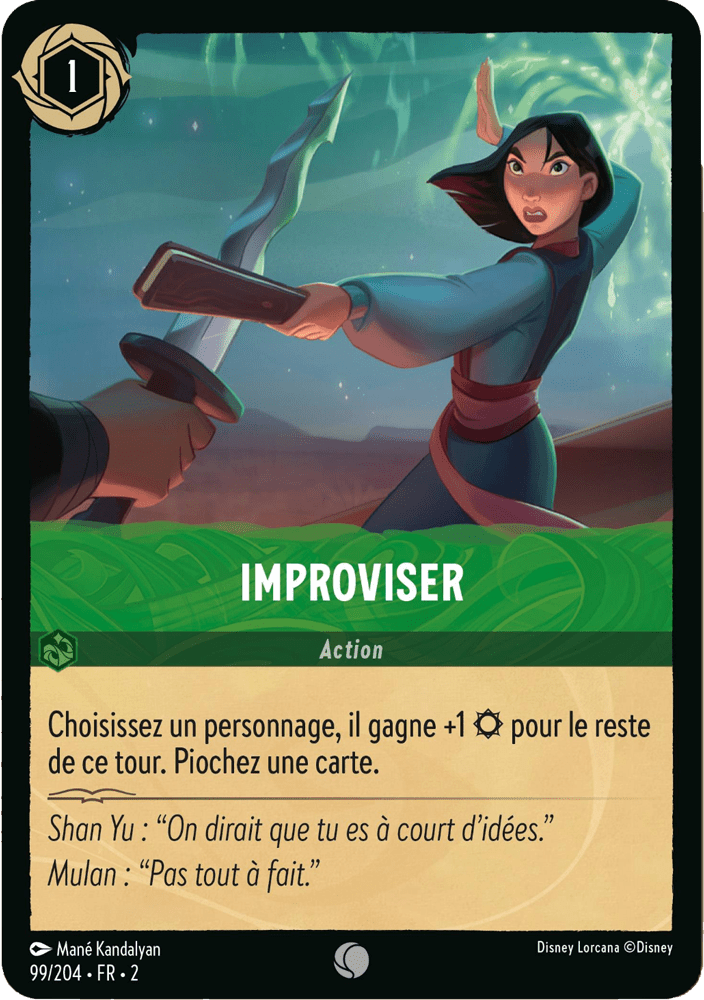 1
IMPROVISER
Action
Choisissez un personnage, il gagne +1 pour le reste
de ce tour. Piochez une carte.
Shan Yu : “On dirait que tu es à court d’idées.”
Mulan : “Pas tout à fait.”
Mané Kandalyan
Disney Lorcana ©Disney
99/204 • FR • 2